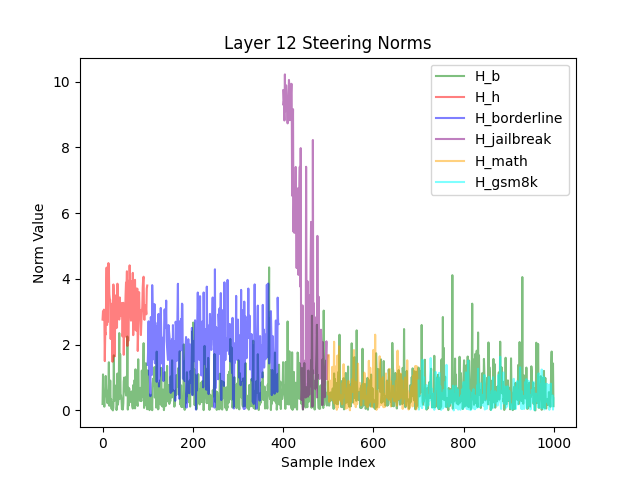 Layer 12 Steering Norms
10
8
6
4
2
0
Norm Value
H_b
H_h
H_borderline
H_jailbreak
H_math
H_gsm8k
0 200 400 600 800 1000
Sample Index